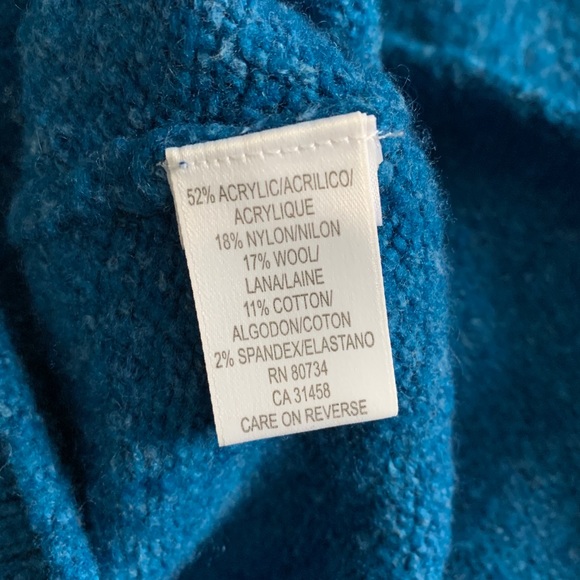 52% ACRYLIC/ACRILICO/
ACRYLIQUE
18% NYLON/NILON
17% WOOL/
LANA/LAINE
11% COTTON/
ALGODON/COTON
2% SPANDEX/ELASTANO
RN 80734
CA 31458
CARE ON REVERSE